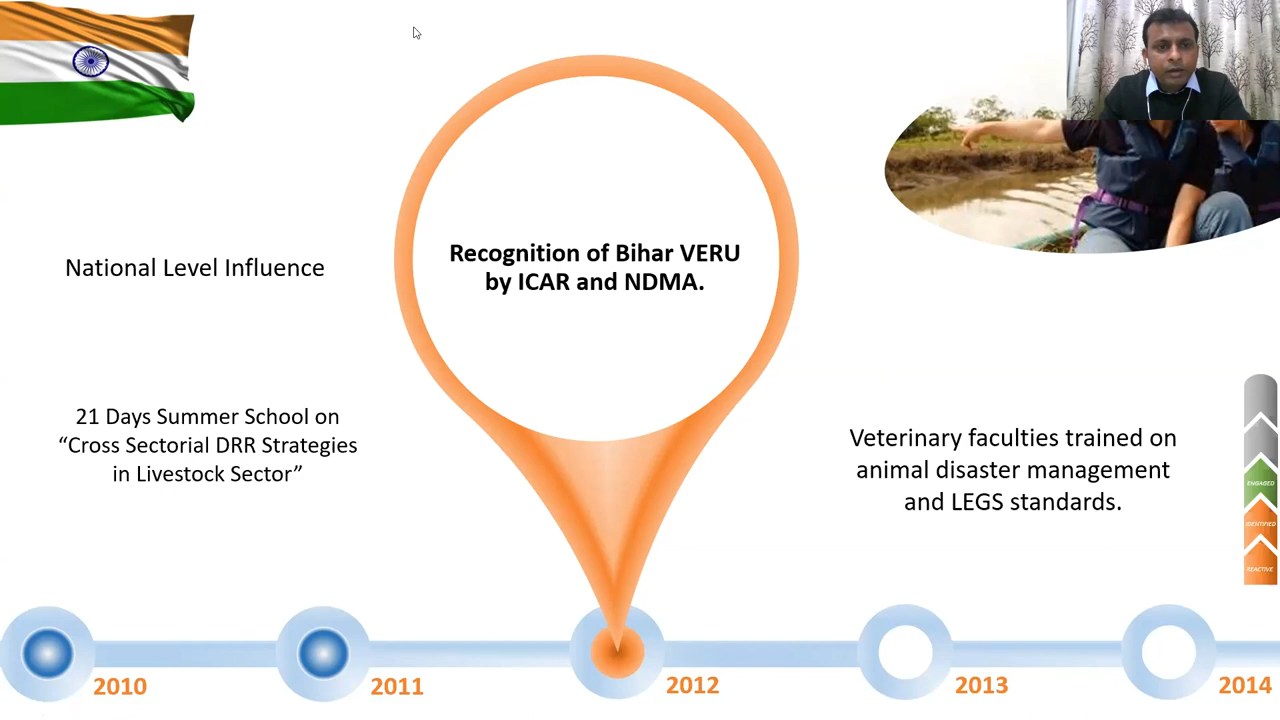 Recognition of Bihar VERU
by ICAR and NDMA.
National Level Influence
21 Days Summer School on
“Cross Sectorial DRR Strategies
in Livestock Sector”
Veterinary faculties trained on
animal disaster management
and LEGS standards.
ENGAGED
IDENTIFIED
REACTIVE
2010
2011
2012
2013
2014